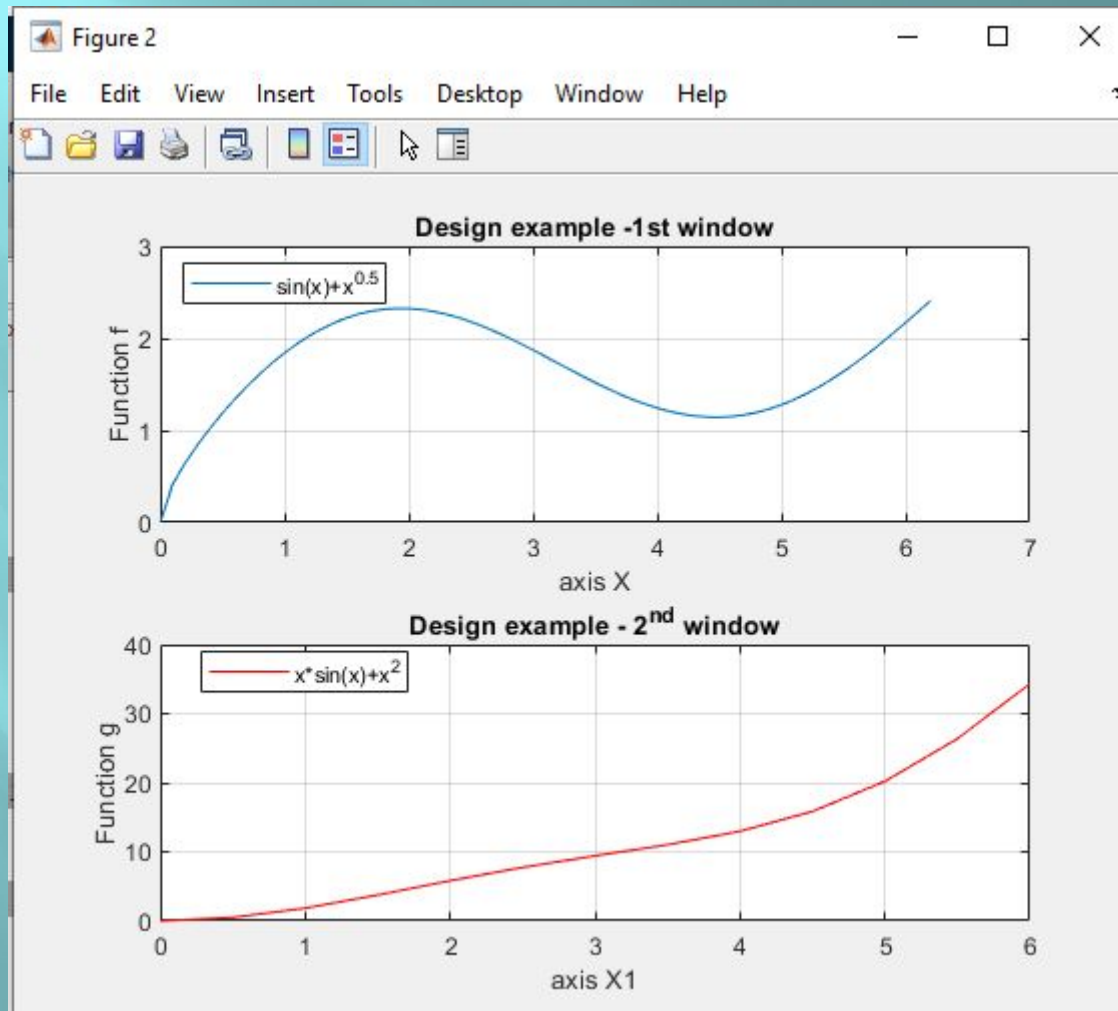 Figure 2
File Edit View Insert Tools Desktop Window Help
Design example -1st window
sin(x)+x^0.5
Function f
3
2
1
0
0 1 2 3 4 5 6 7
axis X
Design example - 2^nd window
x*sin(x)+x^2
Function g
40
30
20
10
0
0 1 2 3 4 5 6
axis X1